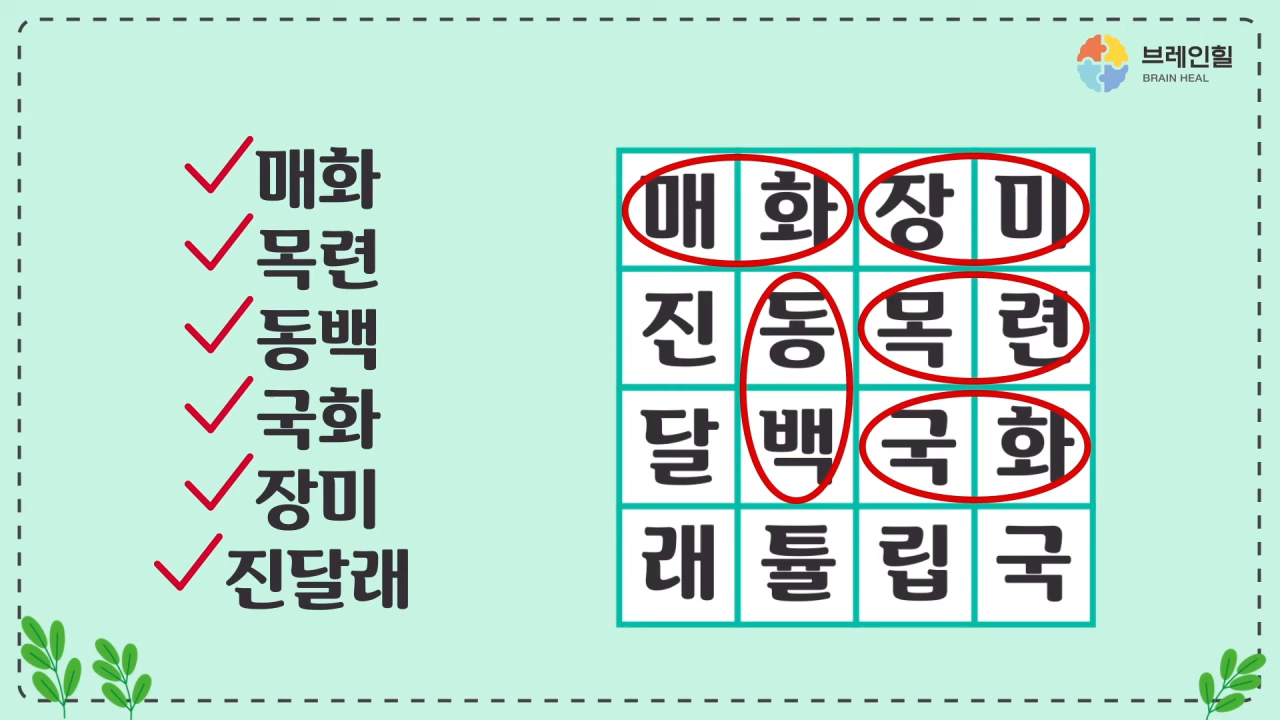 브레인힐
BRAIN HEAL
매화
목련
동백
국화
장미
진달래
매 화 장 미
진 동 목 련
달 백 국 화
래 튤 립 국